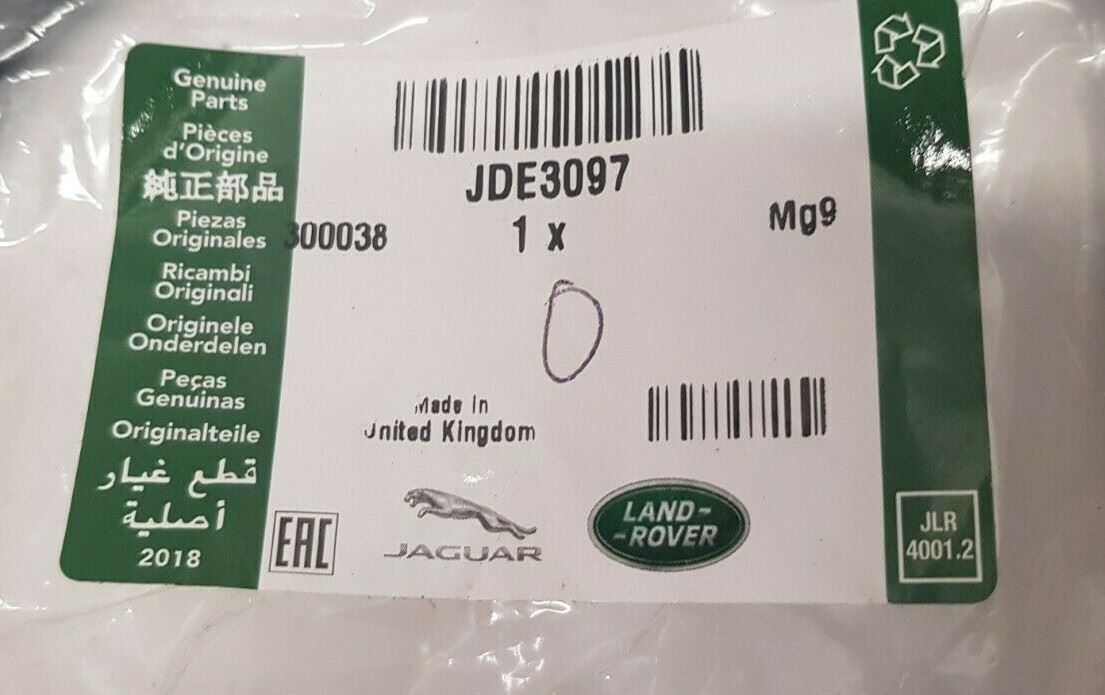 Genuine
Parts
Pièces
d'Origine
純正部品
Piezas
Originales
Ricambi
Originali
Originele
Onderdelen
Peças
Genuinas
Originalteile
قطع غيار
أصلية
2018
JDE3097
300038
1 x
Mg9
0
Made in
United Kingdom
EAC
JAGUAR
LAND-
-ROVER
JLR
4001.2